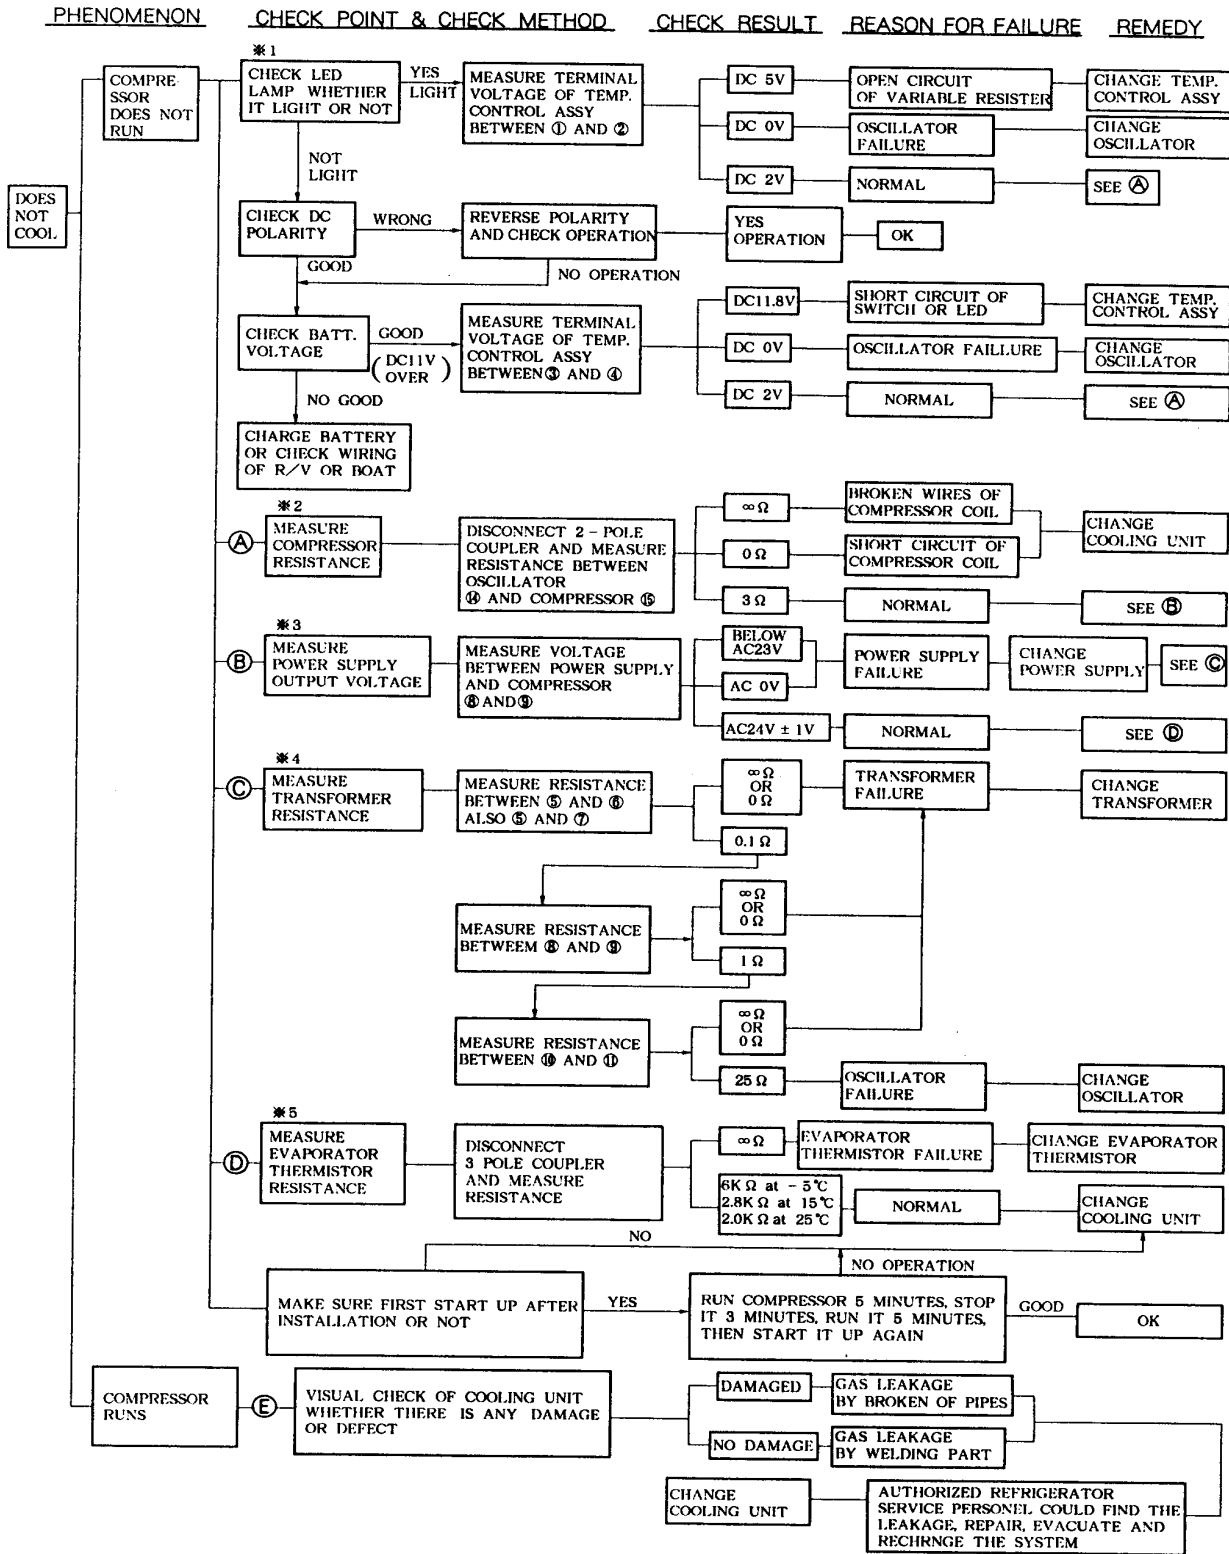 PHENOMENON CHECK POINT & CHECK METHOD CHECK RESULT REASON FOR FAILURE REMEDY
DOES
NOT
COOL
COMPRE-
SSOR
DOES NOT
RUN
※1
CHECK LED
LAMP WHETHER
IT LIGHT OR NOT
YES
LIGHT
MEASURE TERMINAL
VOLTAGE OF TEMP.
CONTROL ASSY
BETWEEN ① AND ②
DC 5V
OPEN CIRCUIT
OF VARIABLE RESISTER
CHANGE TEMP.
CONTROL ASSY
DC 0V
OSCILLATOR
FAILURE
CHANGE
OSCILLATOR
DC 2V
NORMAL
SEE Ⓐ
NOT
LIGHT
CHECK DC
POLARITY
WRONG
REVERSE POLARITY
AND CHECK OPERATION
YES
OPERATION
OK
GOOD
NO OPERATION
CHECK BATT.
VOLTAGE
GOOD
(DC11V
OVER)
MEASURE TERMINAL
VOLTAGE OF TEMP.
CONTROL ASSY
BETWEEN ③ AND ④
DC11.8V
SHORT CIRCUIT OF
SWITCH OR LED
CHANGE TEMP.
CONTROL ASSY
DC 0V
OSCILLATOR FAILLURE
CHANGE
OSCILLATOR
DC 2V
NORMAL
SEE Ⓐ
NO GOOD
CHARGE BATTERY
OR CHECK WIRING
OF R/V OR BOAT
※2
Ⓐ
MEASURE
COMPRESSOR
RESISTANCE
DISCONNECT 2-POLE
COUPLER AND MEASURE
RESISTANCE BETWEEN
OSCILLATOR
⑭ AND COMPRESSOR ⑮
∞Ω
BROKEN WIRES OF
COMPRESSOR COIL
0Ω
SHORT CIRCUIT OF
COMPRESSOR COIL
CHANGE
COOLING UNIT
3Ω
NORMAL
SEE Ⓑ
※3
Ⓑ
MEASURE
POWER SUPPLY
OUTPUT VOLTAGE
MEASURE VOLTAGE
BETWEEN POWER SUPPLY
AND COMPRESSOR
⑧ AND ⑨
BELOW
AC23V
AC 0V
POWER SUPPLY
FAILURE
CHANGE
POWER SUPPLY
SEE Ⓒ
AC24V ± 1V
NORMAL
SEE Ⓓ
※4
Ⓒ
MEASURE
TRANSFORMER
RESISTANCE
MEASURE RESISTANCE
BETWEEN ⑤ AND ⑥
ALSO ⑤ AND ⑦
∞Ω
OR
0Ω
TRANSFORMER
FAILURE
CHANGE
TRANSFORMER
0.1Ω
MEASURE RESISTANCE
BETWEEM ⑧ AND ⑨
∞Ω
OR
0Ω
1Ω
MEASURE RESISTANCE
BETWEEN ⑩ AND ⑪
∞Ω
OR
0Ω
25Ω
OSCILLATOR
FAILURE
CHANGE
OSCILLATOR
※5
Ⓓ
MEASURE
EVAPORATOR
THERMISTOR
RESISTANCE
DISCONNECT
3 POLE COUPLER
AND MEASURE
RESISTANCE
∞Ω
EVAPORATOR
THERMISTOR FAILURE
CHANGE EVAPORATOR
THERMISTOR
6KΩ at - 5℃
2.8KΩ at 15℃
2.0KΩ at 25℃
NORMAL
CHANGE
COOLING UNIT
NO
NO OPERATION
MAKE SURE FIRST START UP AFTER
INSTALLATION OR NOT
YES
RUN COMPRESSOR 5 MINUTES, STOP
IT 3 MINUTES, RUN IT 5 MINUTES,
THEN START IT UP AGAIN
GOOD
OK
COMPRESSOR
RUNS
Ⓔ
VISUAL CHECK OF COOLING UNIT
WHETHER THERE IS ANY DAMAGE
OR DEFECT
DAMAGED
GAS LEAKAGE
BY BROKEN OF PIPES
NO DAMAGE
GAS LEAKAGE
BY WELDING PART
CHANGE
COOLING UNIT
AUTHORIZED REFRIGERATOR
SERVICE PERSONEL COULD FIND THE
LEAKAGE, REPAIR, EVACUATE AND
RECHRNGE THE SYSTEM